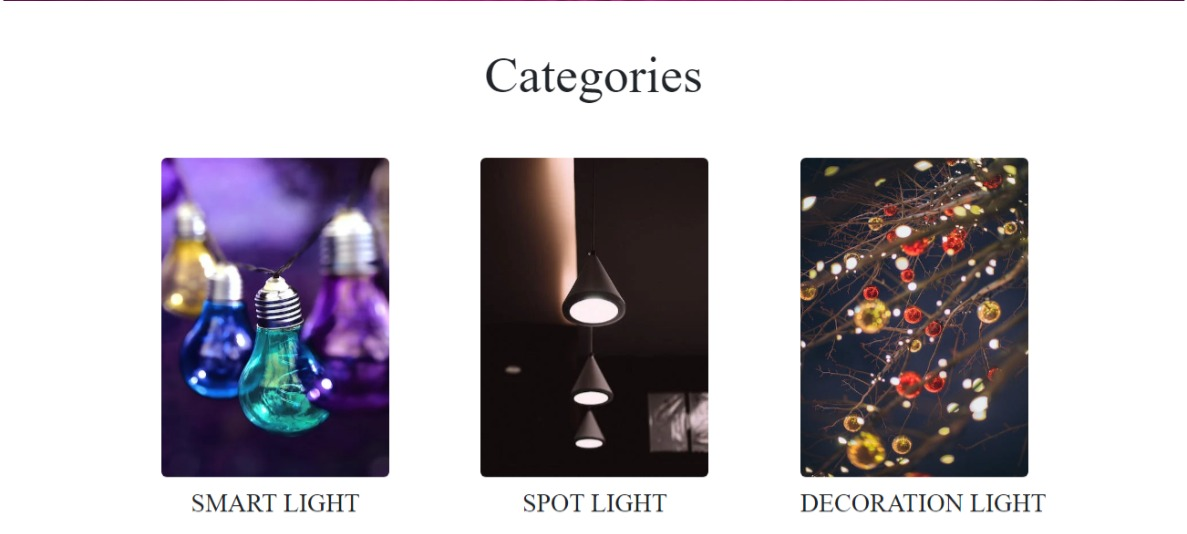 Categories
SMART LIGHT
SPOT LIGHT
DECORATION LIGHT